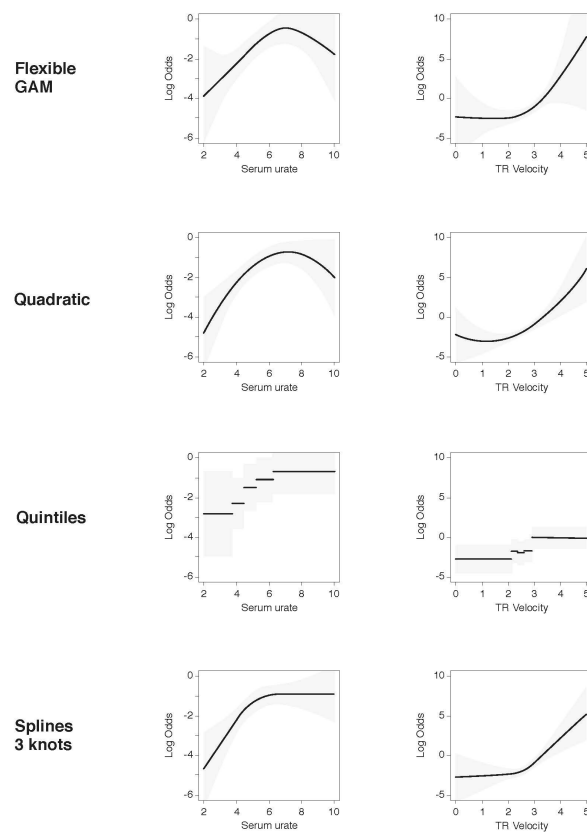 Flexible
GAM
Log Odds
0
-2
-4
-6
2 4 6 8 10
Serum urate
Log Odds
10
5
0
-5
0 1 2 3 4 5
TR Velocity
Quadratic
Log Odds
0
-2
-4
-6
2 4 6 8 10
Serum urate
Log Odds
10
5
0
-5
0 1 2 3 4 5
TR Velocity
Quintiles
Log Odds
0
-2
-4
-6
2 4 6 8 10
Serum urate
Log Odds
10
5
0
-5
0 1 2 3 4 5
TR Velocity
Splines
3 knots
Log Odds
0
-2
-4
-6
2 4 6 8 10
Serum urate
Log Odds
10
5
0
-5
0 1 2 3 4 5
TR Velocity